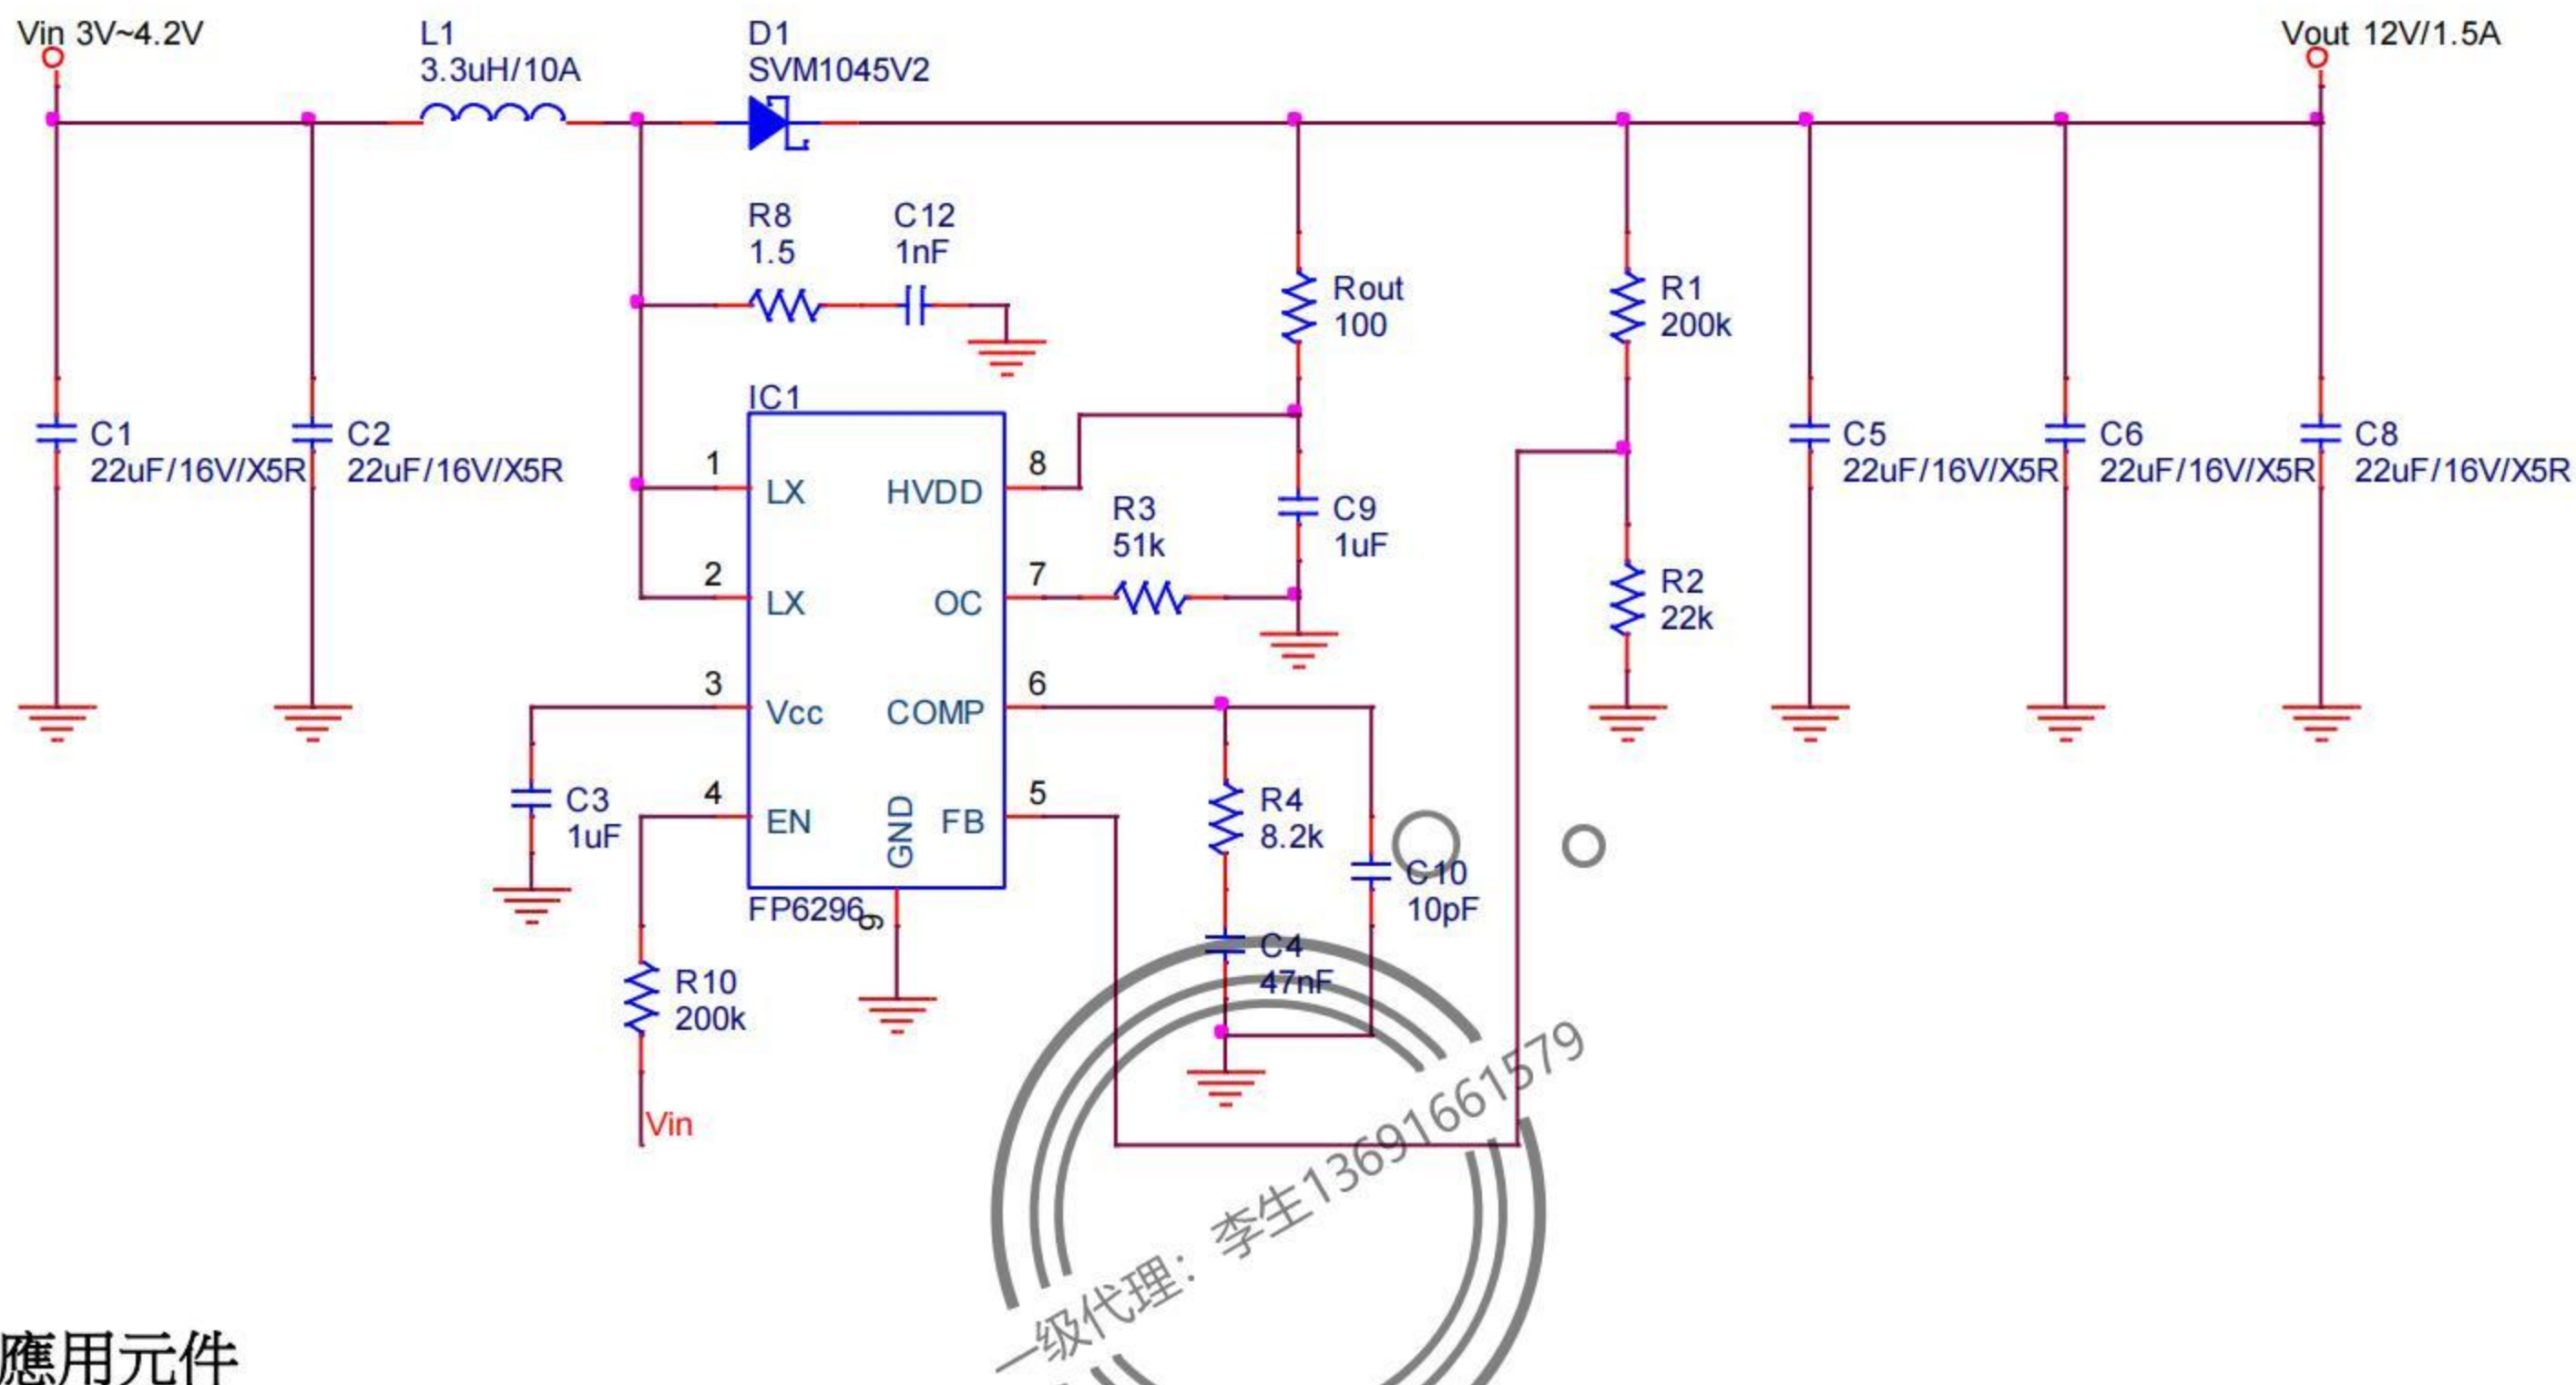 Vin 3V~4.2V
L1
3.3uH/10A
D1
SVM1045V2
Vout 12V/1.5A
R8
1.5
C12
1nF
Rout
100
R1
200k
IC1
C1
22uF/16V/X5R
C2
22uF/16V/X5R
C5
22uF/16V/X5R
C6
22uF/16V/X5R
C8
22uF/16V/X5R
1
LX
HVDD
8
R3
51k
C9
1uF
2
LX
OC
7
R2
22k
3
Vcc
COMP
6
C3
1uF
4
EN
GND
FB
5
R4
8.2k
C10
10pF
FP6296
9
C4
47nF
R10
200k
Vin
一级代理：李生13691661579
應用元件